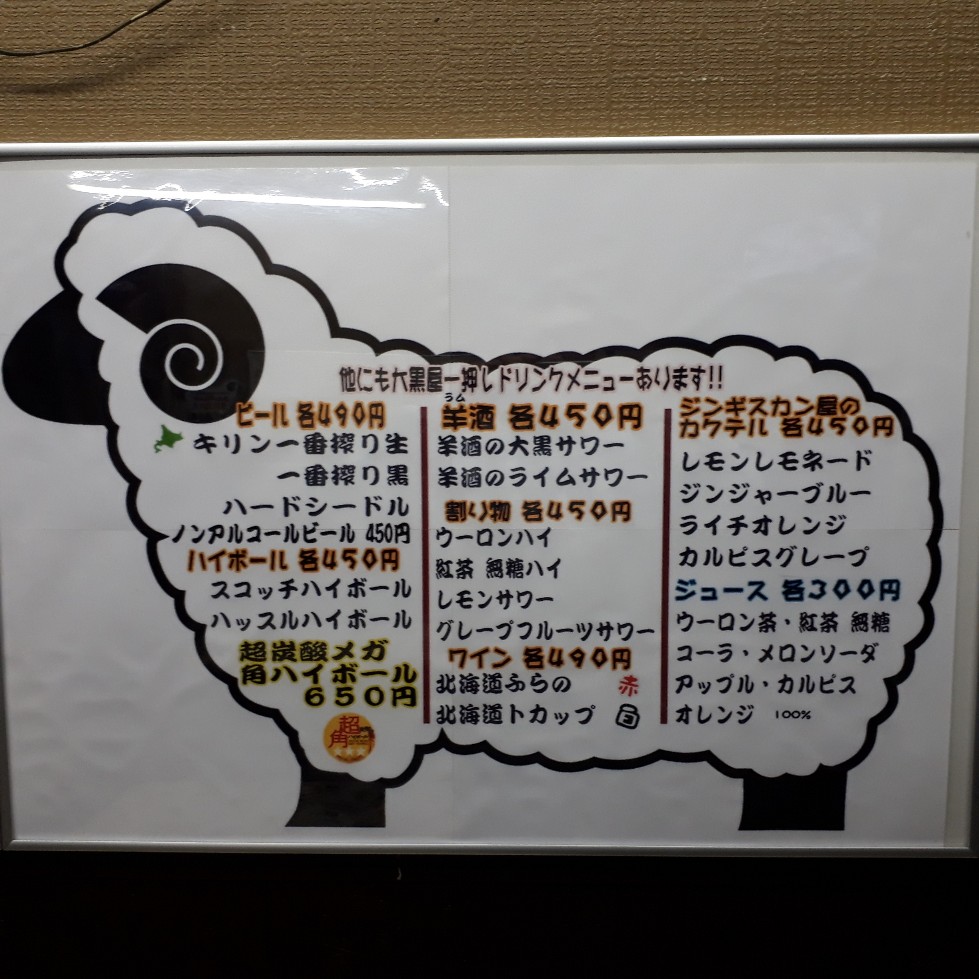 他にも大黒屋一押しドリンクメニューあります!!
ビール 各490円
キリン一番搾り生
一番搾り黒
ハードシードル
ノンアルコールビール 450円
ハイボール 各450円
スコッチハイボール
ハッスルハイボール
超炭酸メガ
角ハイボール
650円
超
角
ラム
羊酒 各450円
羊酒の大黒サワー
羊酒のライムサワー
割り物 各450円
ウーロンハイ
紅茶 無糖ハイ
レモンサワー
グレープフルーツサワー
ワイン 各490円
北海道ふらの 赤
北海道トカップ 白
ジンギスカン屋の
カクテル 各450円
レモンレモネード
ジンジャーブルー
ライチオレンジ
カルピスグレープ
ジュース 各300円
ウーロン茶・紅茶 無糖
コーラ・メロンソーダ
アップル・カルピス
オレンジ 100%